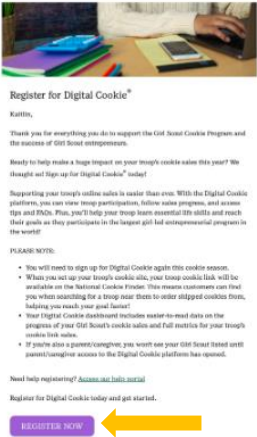 Register for Digital Cookie®
Kaitlin,
Thank you for everything you do to support the Girl Scout Cookie Program and
the success of Girl Scout entrepreneurs.
Ready to help make a huge impact on your troop's cookie sales this year? We
thought so! Sign up for Digital Cookie® today!
Supporting your troop's online sales is easier than ever. With the Digital Cookie
platform, you can view troop participation, follow sales progress, and access
tips and FAQs. Plus, you'll help your troop learn essential life skills and reach
their goals as they participate in the largest girl-led entrepreneurial program in
the world!
PLEASE NOTE:
• You will need to sign up for Digital Cookie again this cookie season.
• When you set up your troop's cookie site, your troop cookie link will be
available on the National Cookie Finder. This means customers can find
you when searching for a troop near them to order shipped cookies from,
helping you reach your goal faster!
• Your Digital Cookie dashboard includes easier-to-read data on the
progress of your Girl Scout's cookie sales and full metrics for your troop's
cookie link sales.
• If you're also a parent/caregiver, you won't see your Girl Scout listed until
parent/caregiver access to the Digital Cookie platform has opened.
Need help registering? Access our help portal
Register for Digital Cookie today and get started.
REGISTER NOW